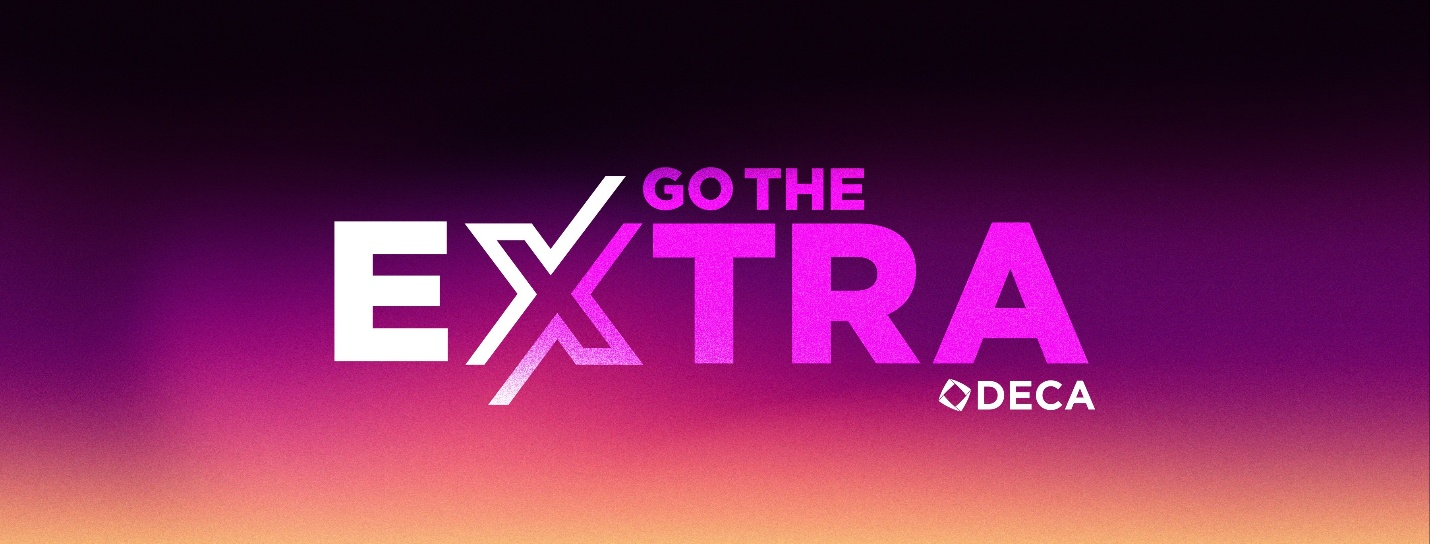 GO THE
EXTRA
DECA